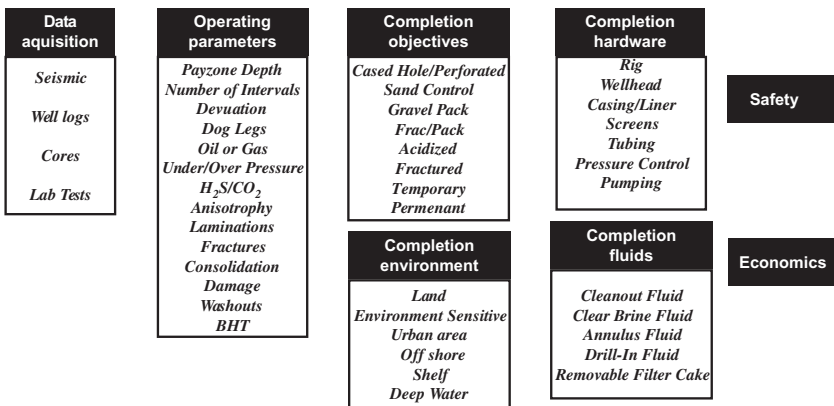 Data
aquisition
Seismic
Well logs
Cores
Lab Tests
Operating
parameters
Payzone Depth
Number of Intervals
Devuation
Dog Legs
Oil or Gas
Under/Over Pressure
H₂S/CO₂
Anisotrophy
Laminations
Fractures
Consolidation
Damage
Washouts
BHT
Completion
objectives
Cased Hole/Perforated
Sand Control
Gravel Pack
Frac/Pack
Acidized
Fractured
Temporary
Permenant
Completion
environment
Land
Environment Sensitive
Urban area
Off shore
Shelf
Deep Water
Completion
hardware
Rig
Wellhead
Casing/Liner
Screens
Tubing
Pressure Control
Pumping
Completion
fluids
Cleanout Fluid
Clear Brine Fluid
Annulus Fluid
Drill-In Fluid
Removable Filter Cake
Safety
Economics